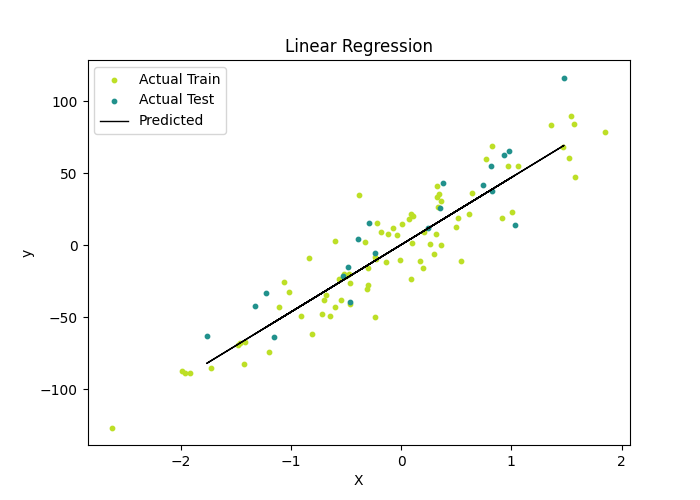 Linear Regression
Actual Train
Actual Test
Predicted
100
50
0
−50
−100
y
−2
−1
0
1
2
X